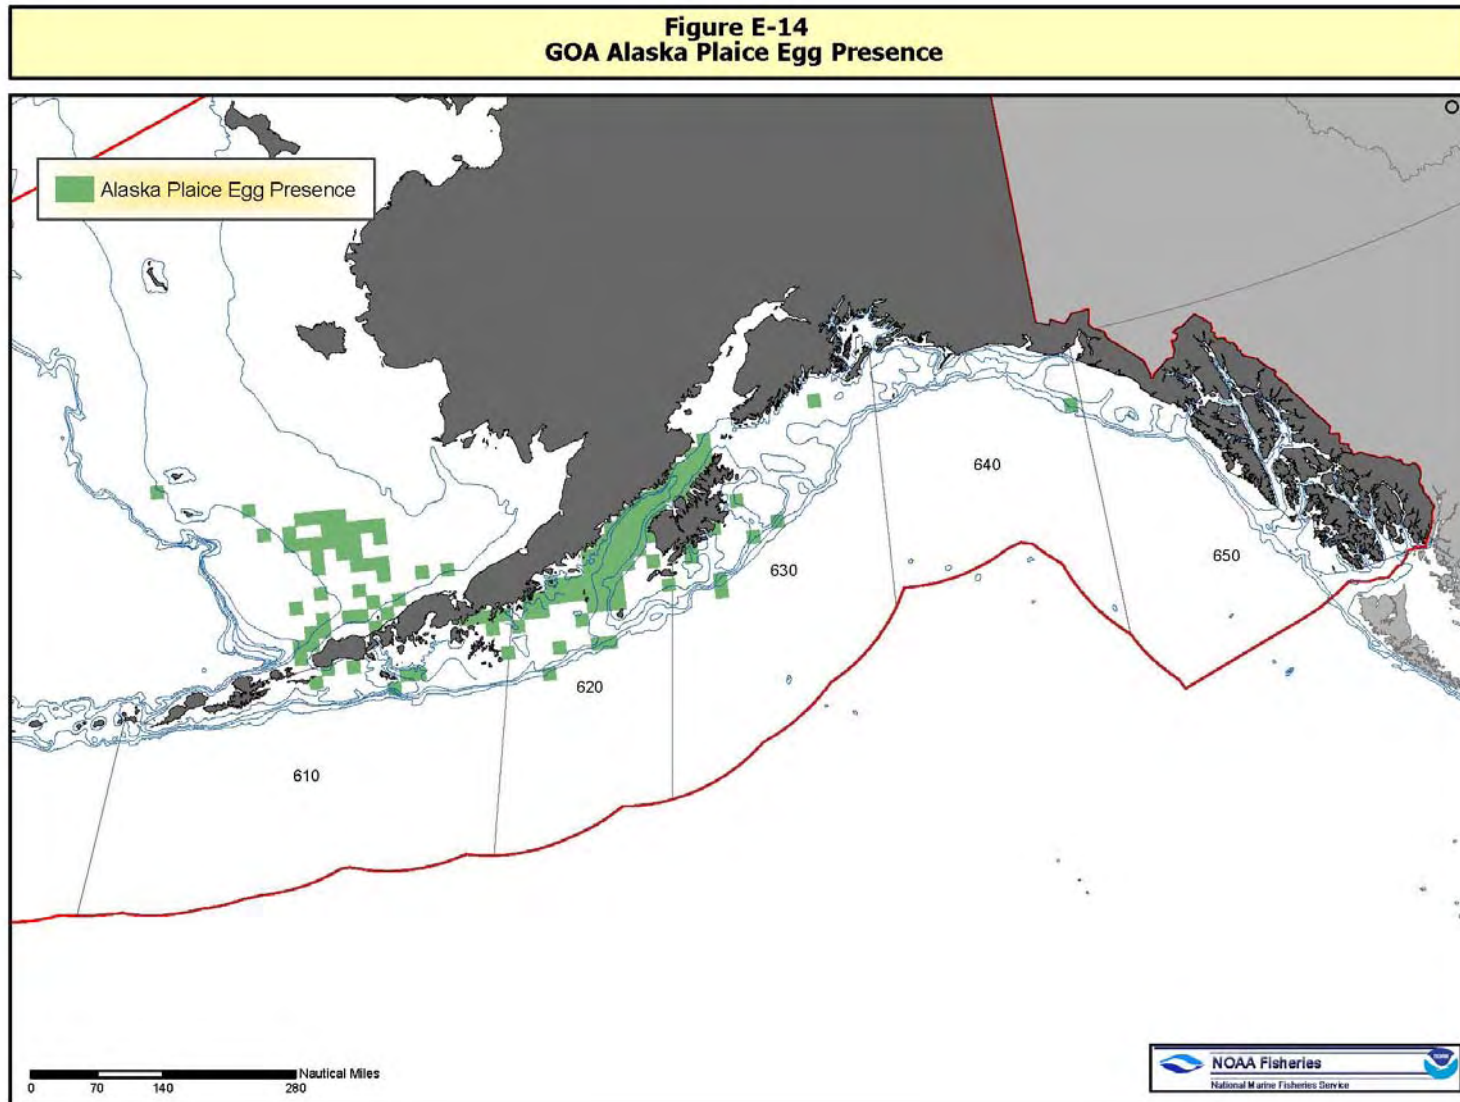 Figure E-14
GOA Alaska Plaice Egg Presence
Alaska Plaice Egg Presence
640
650
630
620
610
Nautical Miles
0 70 140 280
NOAA Fisheries
National Marine Fisheries Service